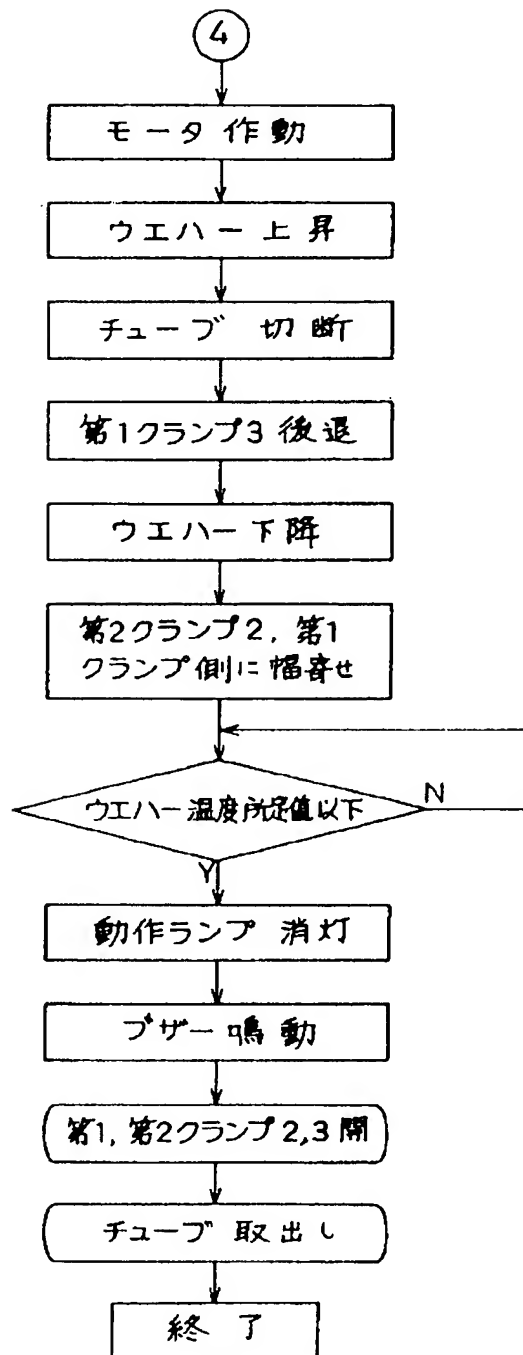 4
モータ作動
ウエハー上昇
チューブ 切断
第1クランプ3後退
ウエハー下降
第2クランプ2,第1
クランプ側に幅寄せ
ウエハー温度所定値以下
N
Y
動作ランプ 消灯
ブザー鳴動
第1,第2クランプ2,3開
チューブ 取出し
終了